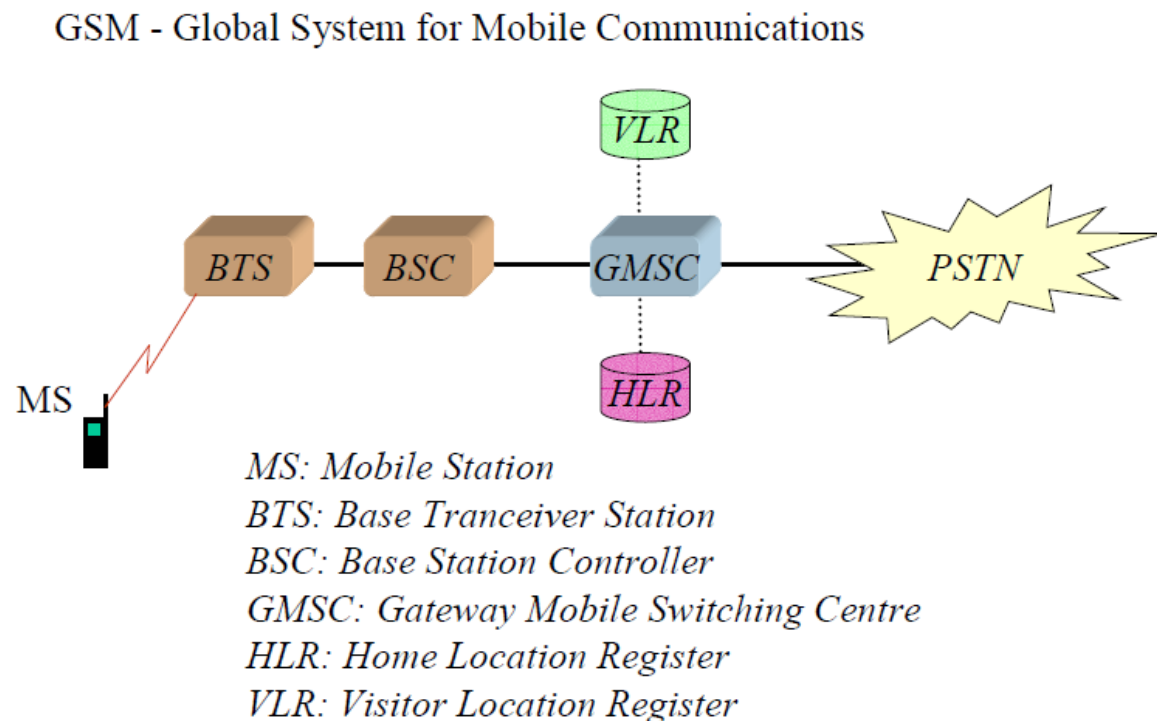 GSM - Global System for Mobile Communications
VLR
BTS
BSC
GMSC
PSTN
HLR
MS
MS: Mobile Station
BTS: Base Tranceiver Station
BSC: Base Station Controller
GMSC: Gateway Mobile Switching Centre
HLR: Home Location Register
VLR: Visitor Location Register